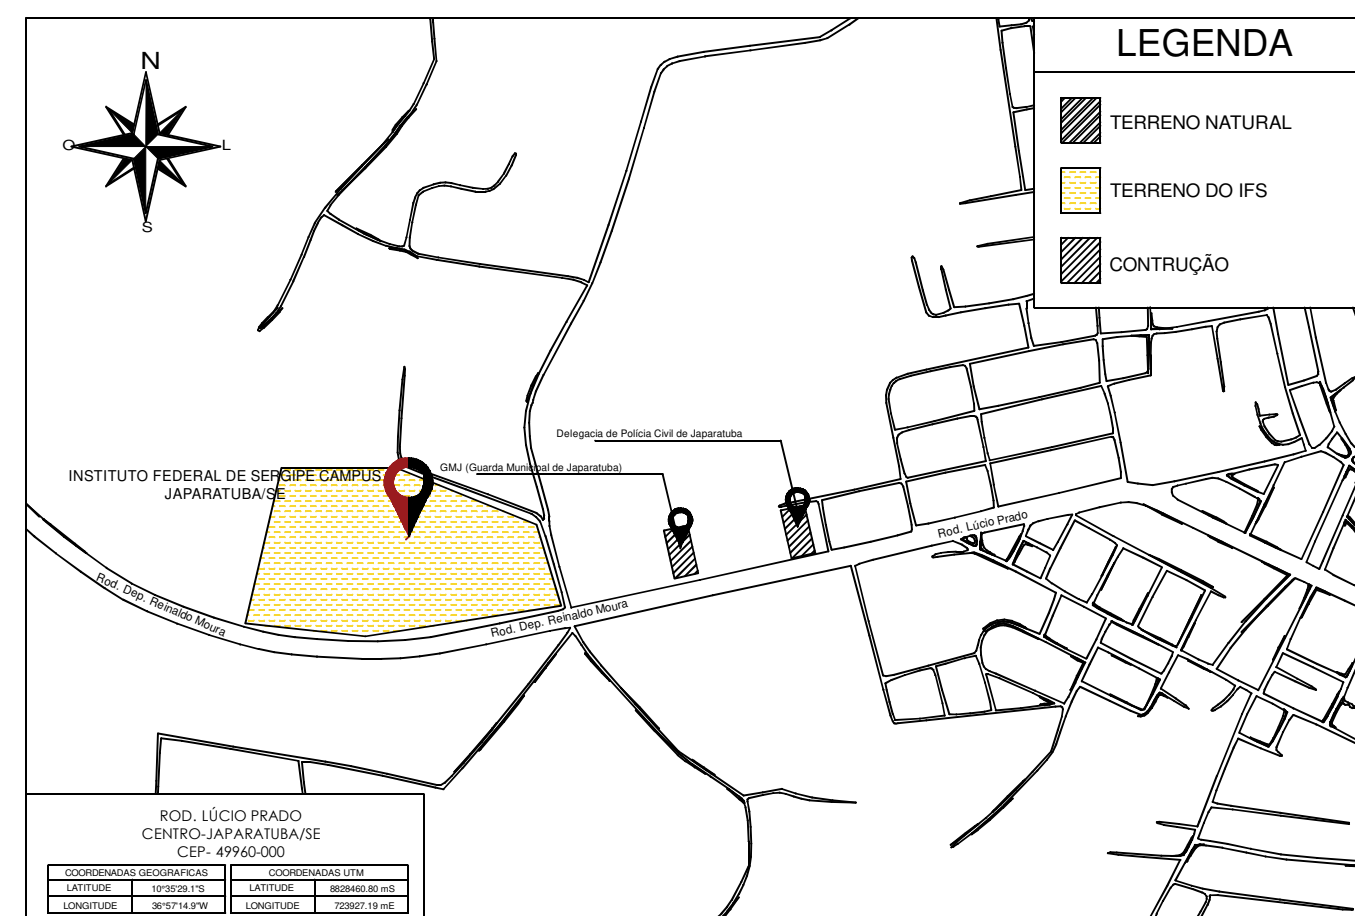 N
O
L
S
LEGENDA
TERRENO NATURAL
TERRENO DO IFS
CONTRUÇÃO
Delegacia de Polícia Civil de Japaratuba
GMJ (Guarda Municipal de Japaratuba)
INSTITUTO FEDERAL DE SERGIPE CAMPUS
JAPARATUBA/SE
Rod. Lúcio Prado
Rod. Dep. Reinaldo Moura
Rod. Dep. Reinaldo Moura
ROD. LÚCIO PRADO
CENTRO-JAPARATUBA/SE
CEP- 49960-000
COORDENADAS GEOGRAFICAS
LATITUDE 10°35'29.1"S
LONGITUDE 36°57'14.9"W
COORDENADAS UTM
LATITUDE 8828460.80 mS
LONGITUDE 723927.19 mE